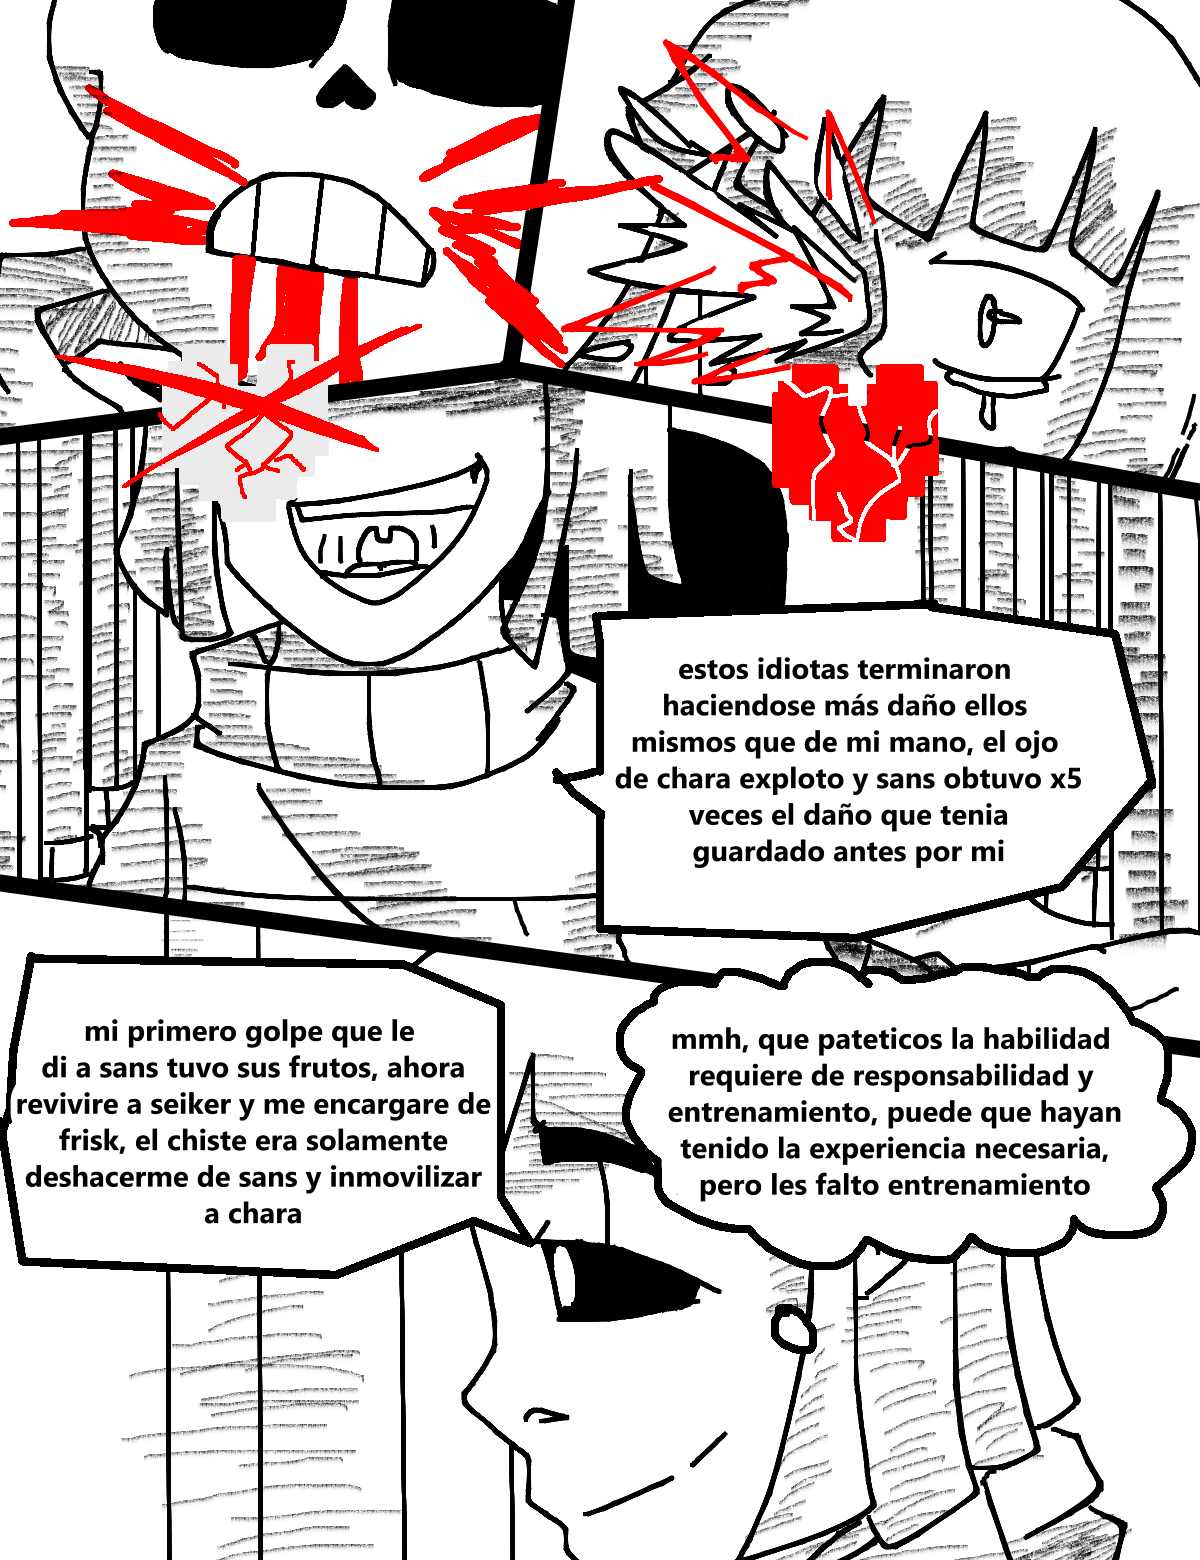 estos idiotas terminaron
haciendose más daño ellos
mismos que de mi mano, el ojo
de chara exploto y sans obtuvo x5
veces el daño que tenia
guardado antes por mi
mi primero golpe que le
di a sans tuvo sus frutos, ahora
revivire a seiker y me encargare de
frisk, el chiste era solamente
deshacerme de sans y inmovilizar
a chara
mmh, que pateticos la habilidad
requiere de responsabilidad y
entrenamiento, puede que hayan
tenido la experiencia necesaria,
pero les falto entrenamiento